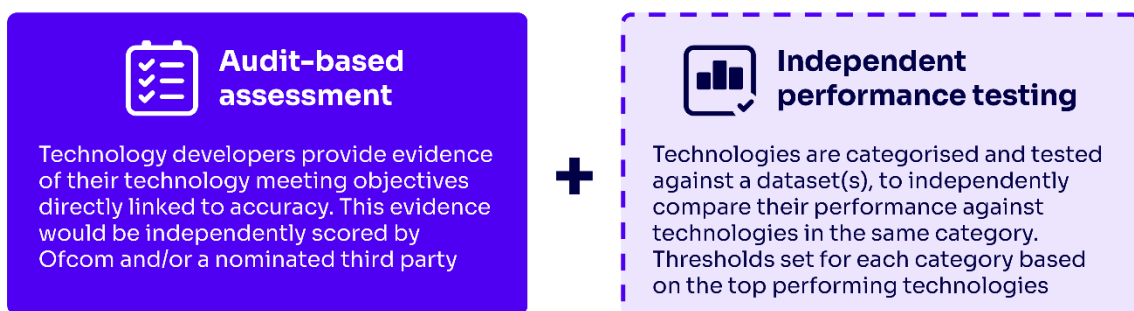 Audit-based
assessment
Technology developers provide evidence
of their technology meeting objectives
directly linked to accuracy. This evidence
would be independently scored by
Ofcom and/or a nominated third party
+
Independent
performance testing
Technologies are categorised and tested
against a dataset(s), to independently
compare their performance against
technologies in the same category.
Thresholds set for each category based
on the top performing technologies